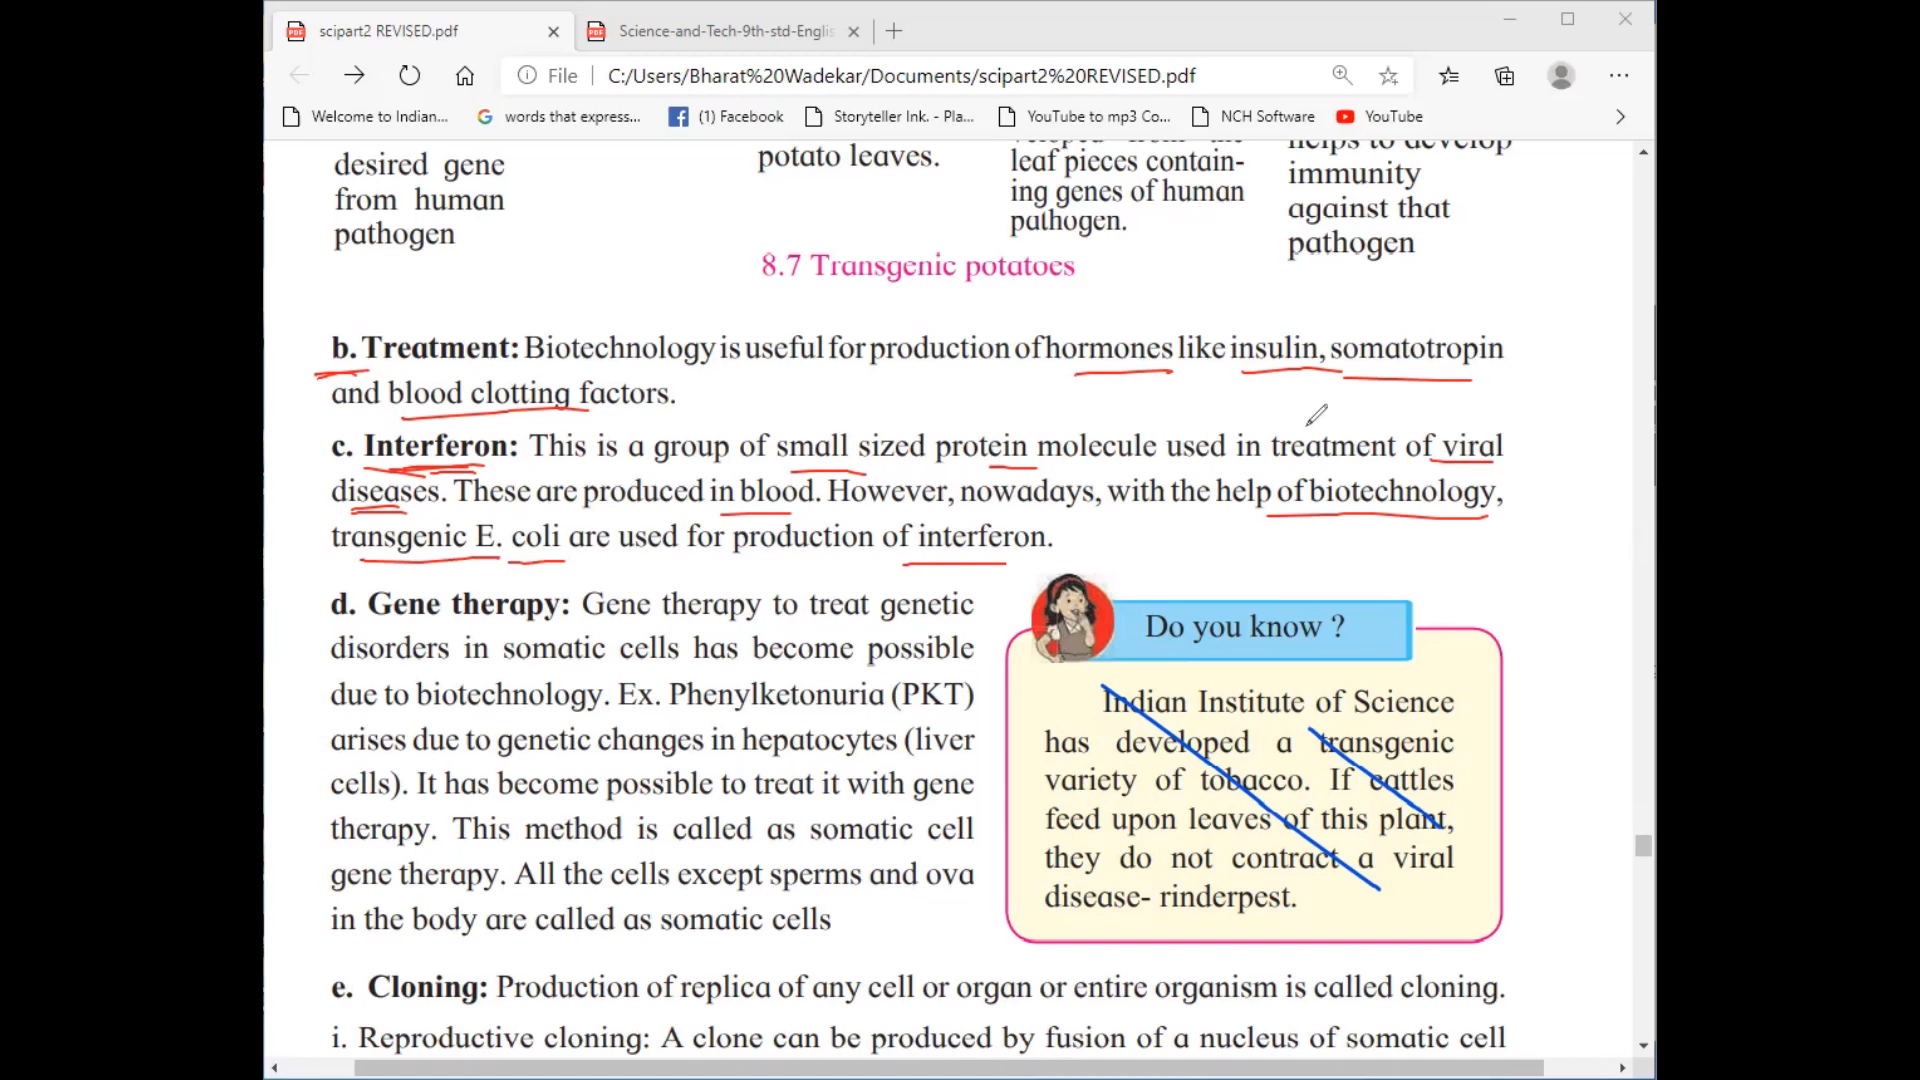 scipart2 REVISED.pdf
Science-and-Tech-9th-std-Englis
File
C:/Users/Bharat%20Wadekar/Documents/scipart2%20REVISED.pdf
Welcome to Indian...
words that express...
(1) Facebook
Storyteller Ink. - Pla...
YouTube to mp3 Co...
NCH Software
YouTube
desired gene
from human
pathogen
potato leaves.
veloped from the
leaf pieces contain-
ing genes of human
pathogen.
helps to develop
immunity
against that
pathogen
8.7 Transgenic potatoes
b. Treatment: Biotechnology is useful for production of hormones like insulin, somatotropin
and blood clotting factors.
c. Interferon: This is a group of small sized protein molecule used in treatment of viral
diseases. These are produced in blood. However, nowadays, with the help of biotechnology,
transgenic E. coli are used for production of interferon.
d. Gene therapy: Gene therapy to treat genetic
disorders in somatic cells has become possible
due to biotechnology. Ex. Phenylketonuria (PKT)
arises due to genetic changes in hepatocytes (liver
cells). It has become possible to treat it with gene
therapy. This method is called as somatic cell
gene therapy. All the cells except sperms and ova
in the body are called as somatic cells
Do you know ?
Indian Institute of Science
has developed a transgenic
variety of tobacco. If cattles
feed upon leaves of this plant,
they do not contract a viral
disease- rinderpest.
e. Cloning: Production of replica of any cell or organ or entire organism is called cloning.
i. Reproductive cloning: A clone can be produced by fusion of a nucleus of somatic cell